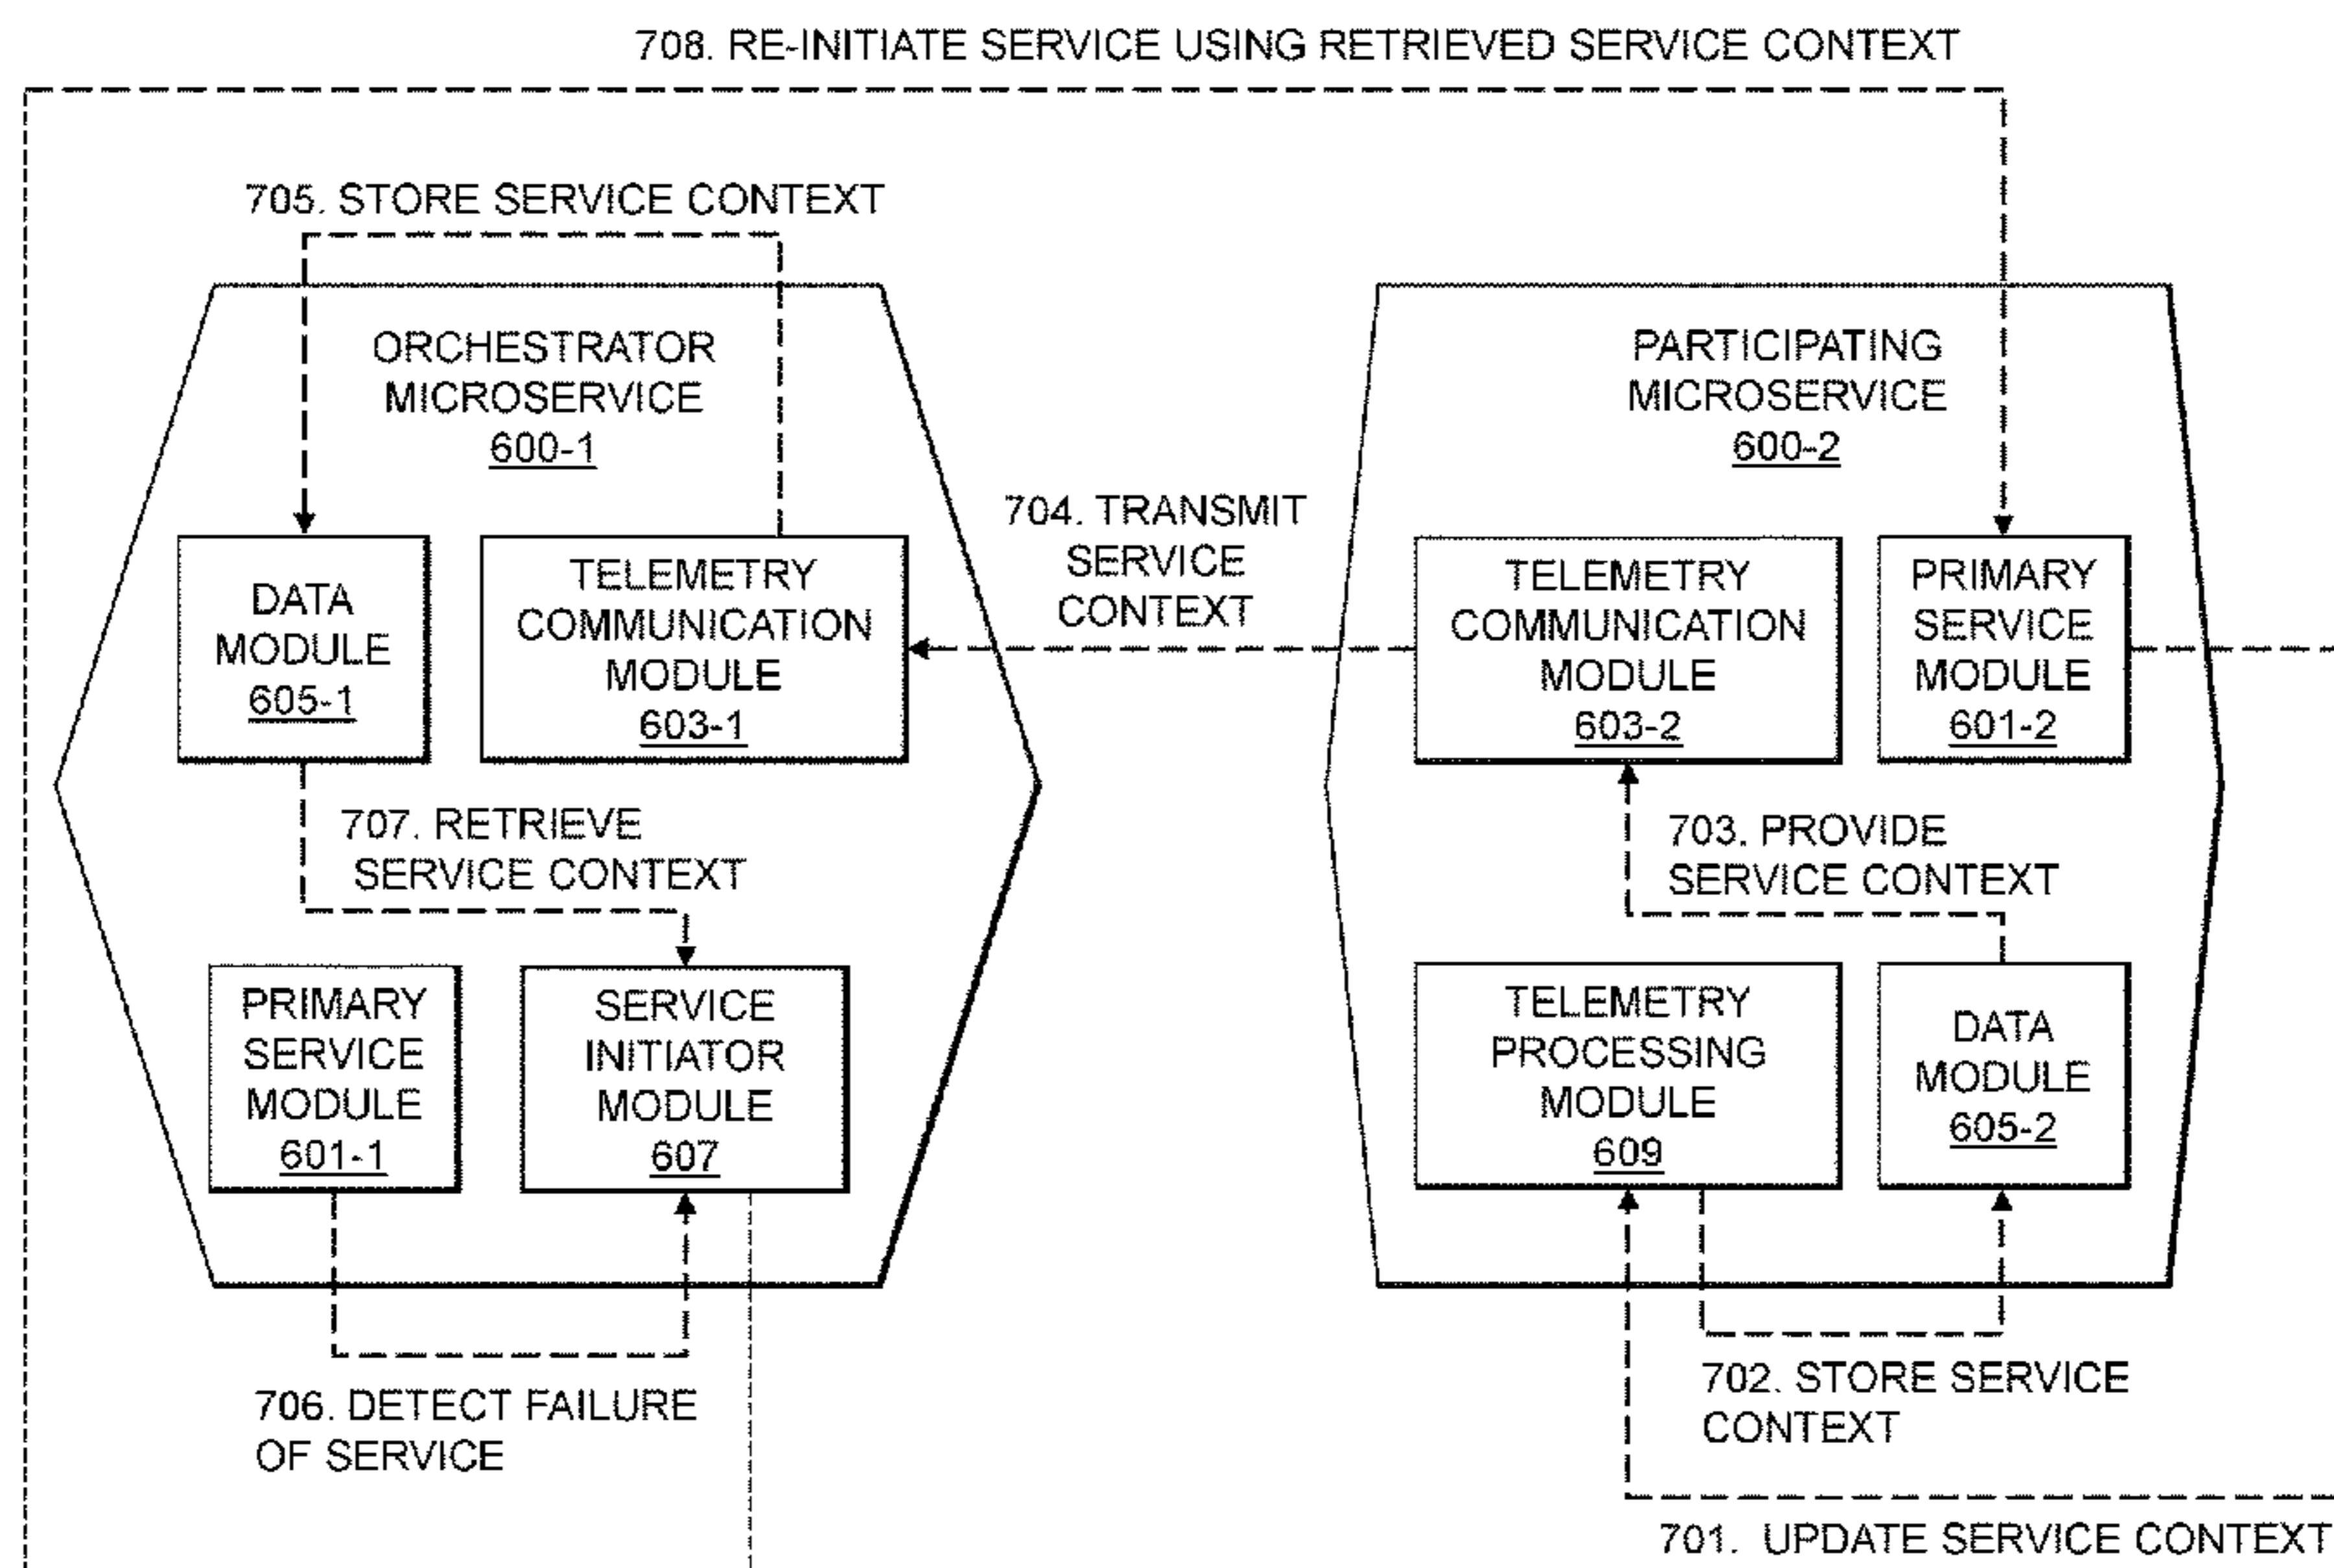 708. RE-INITIATE SERVICE USING RETRIEVED SERVICE CONTEXT
705. STORE SERVICE CONTEXT
ORCHESTRATOR
MICROSERVICE
600-1
DATA
MODULE
605-1
TELEMETRY
COMMUNICATION
MODULE
603-1
707. RETRIEVE
SERVICE CONTEXT
PRIMARY
SERVICE
MODULE
601-1
SERVICE
INITIATOR
MODULE
607
706. DETECT FAILURE
OF SERVICE
704. TRANSMIT
SERVICE
CONTEXT
PARTICIPATING
MICROSERVICE
600-2
TELEMETRY
COMMUNICATION
MODULE
603-2
PRIMARY
SERVICE
MODULE
601-2
703. PROVIDE
SERVICE CONTEXT
TELEMETRY
PROCESSING
MODULE
609
DATA
MODULE
605-2
702. STORE SERVICE
CONTEXT
701. UPDATE SERVICE CONTEXT